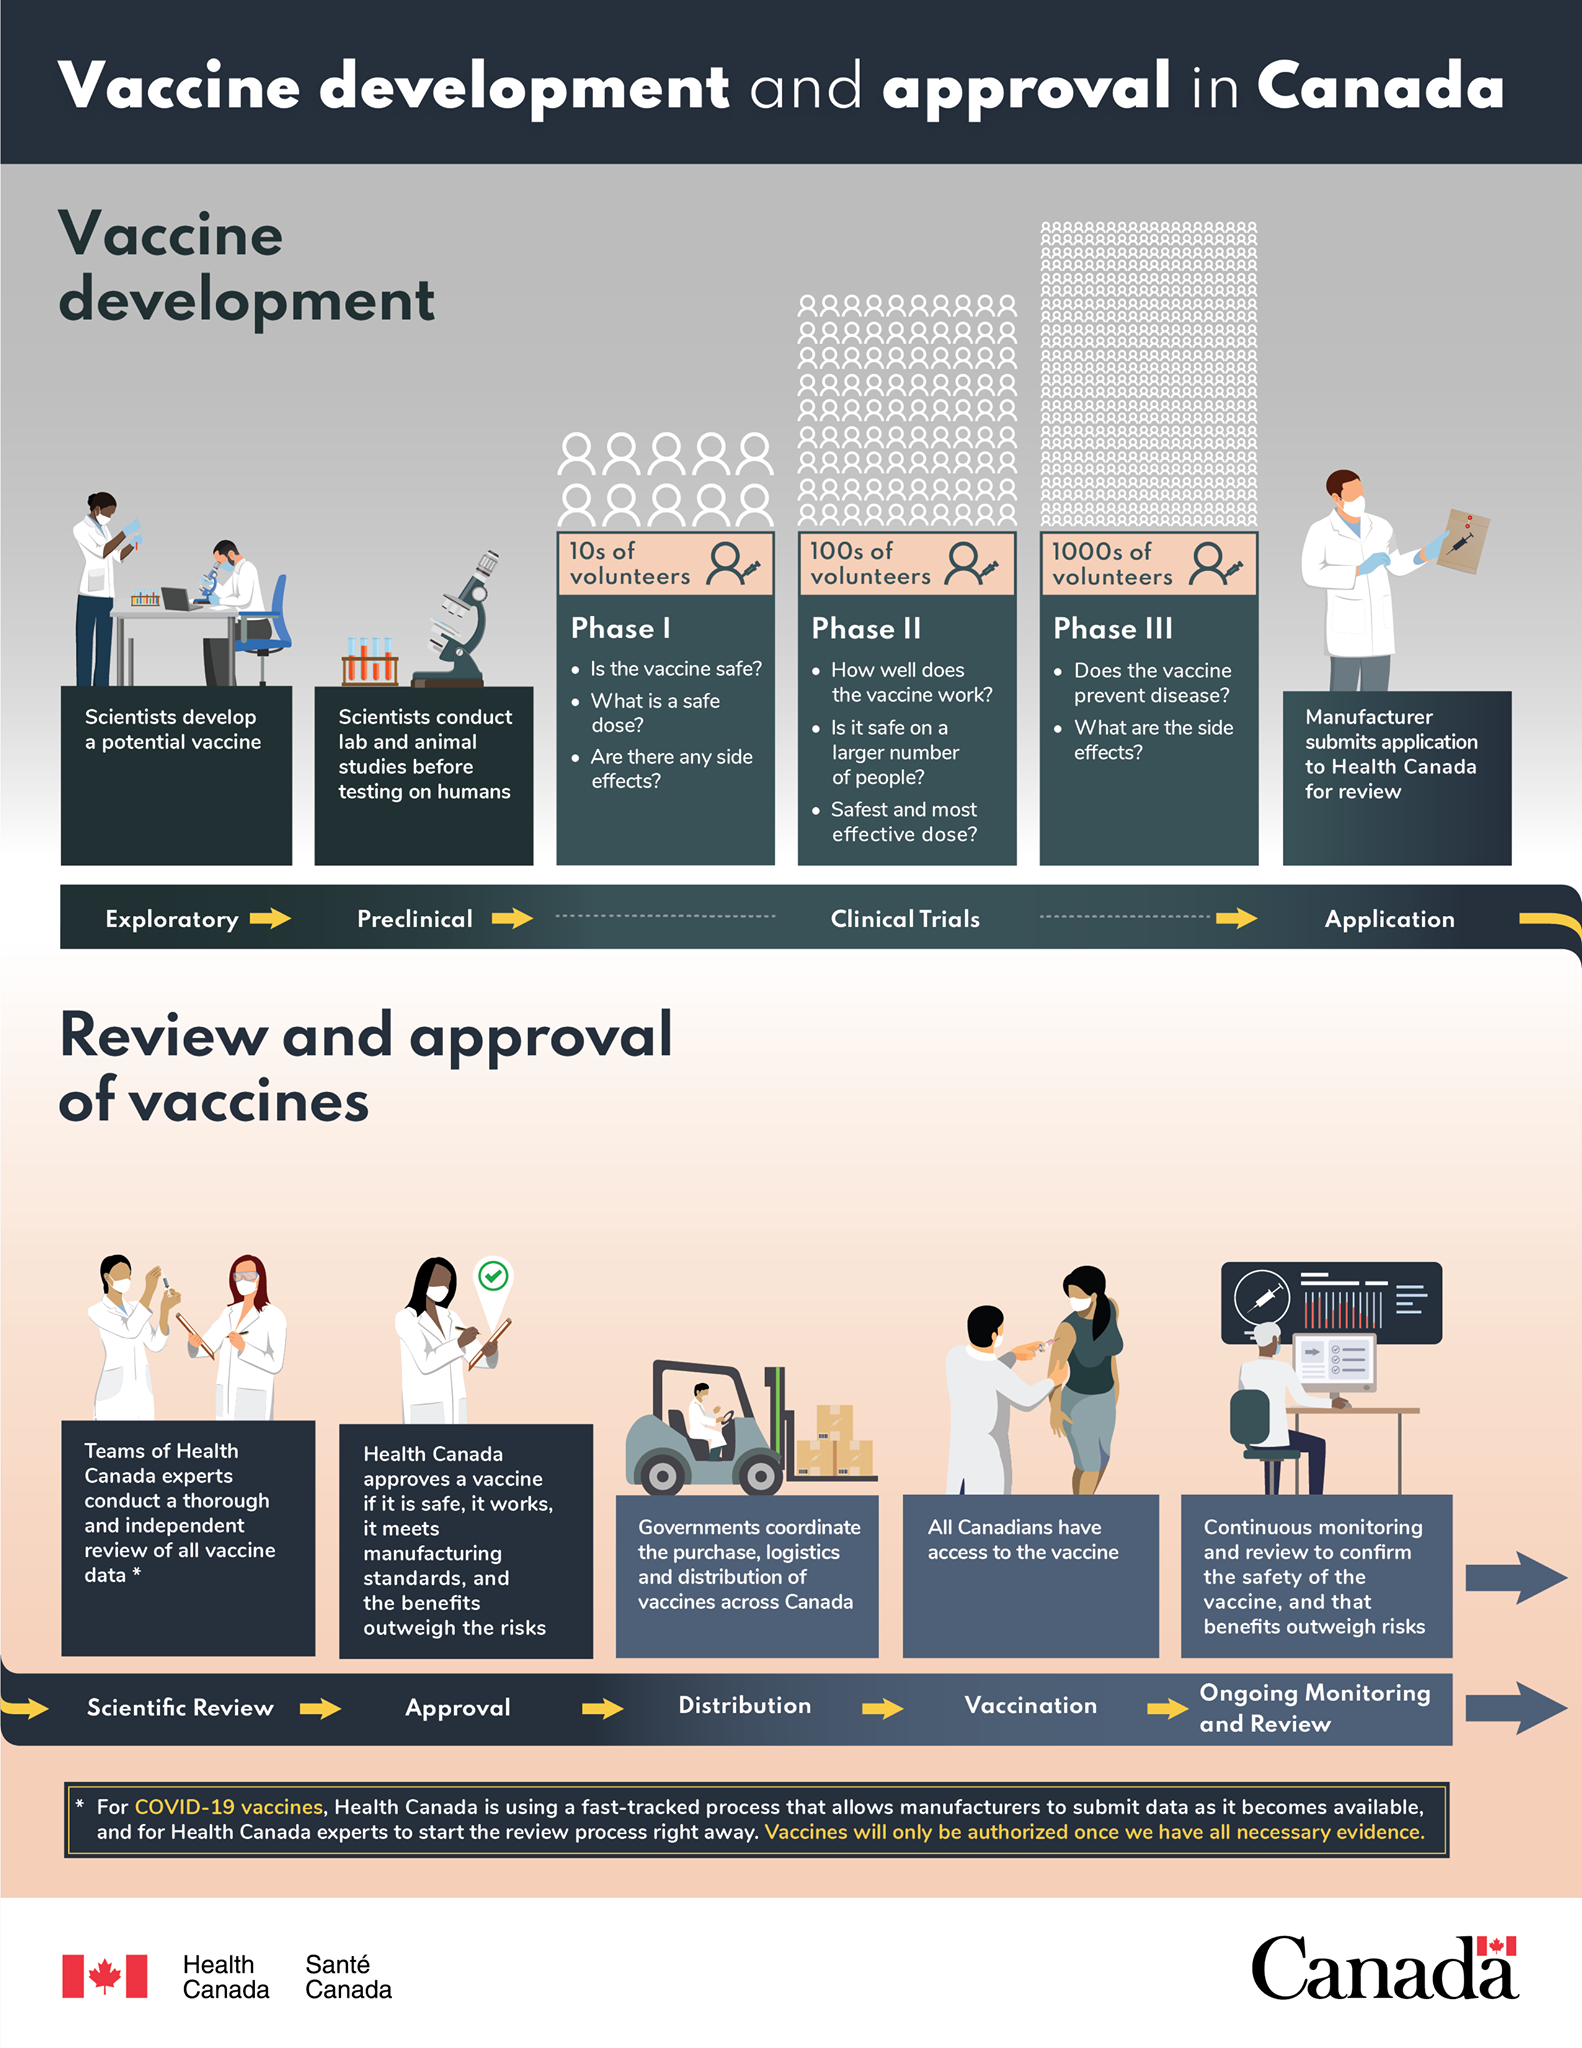 Vaccine development and approval in Canada
Vaccine
development
10s of
volunteers
100s of
volunteers
1000s of
volunteers
Scientists develop
a potential vaccine
Scientists conduct
lab and animal
studies before
testing on humans
Phase I
• Is the vaccine safe?
• What is a safe
dose?
• Are there any side
effects?
Phase II
• How well does
the vaccine work?
• Is it safe on a
larger number
of people?
• Safest and most
effective dose?
Phase III
• Does the vaccine
prevent disease?
• What are the side
effects?
Manufacturer
submits application
to Health Canada
for review
Exploratory
Preclinical
Clinical Trials
Application
Review and approval
of vaccines
Teams of Health
Canada experts
conduct a thorough
and independent
review of all vaccine
data *
Health Canada
approves a vaccine
if it is safe, it works,
it meets
manufacturing
standards, and
the benefits
outweigh the risks
Governments coordinate
the purchase, logistics
and distribution of
vaccines across Canada
All Canadians have
access to the vaccine
Continuous monitoring
and review to confirm
the safety of the
vaccine, and that
benefits outweigh risks
Scientific Review
Approval
Distribution
Vaccination
Ongoing Monitoring
and Review
* For COVID-19 vaccines, Health Canada is using a fast-tracked process that allows manufacturers to submit data as it becomes available,
and for Health Canada experts to start the review process right away. Vaccines will only be authorized once we have all necessary evidence.
Health
Canada
Santé
Canada
Canada